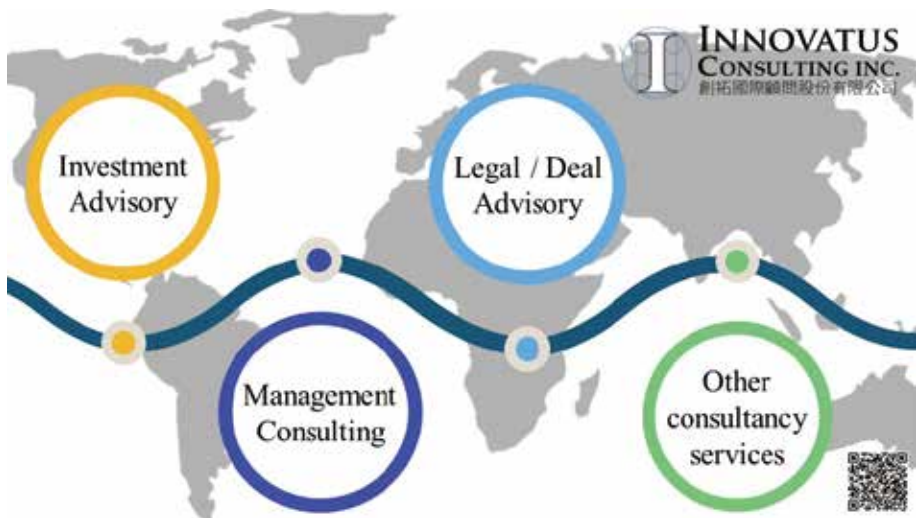 INNOVATUS
CONSULTING INC.
創拓國際顧問股份有限公司
Investment
Advisory
Legal / Deal
Advisory
Management
Consulting
Other
consultancy
services